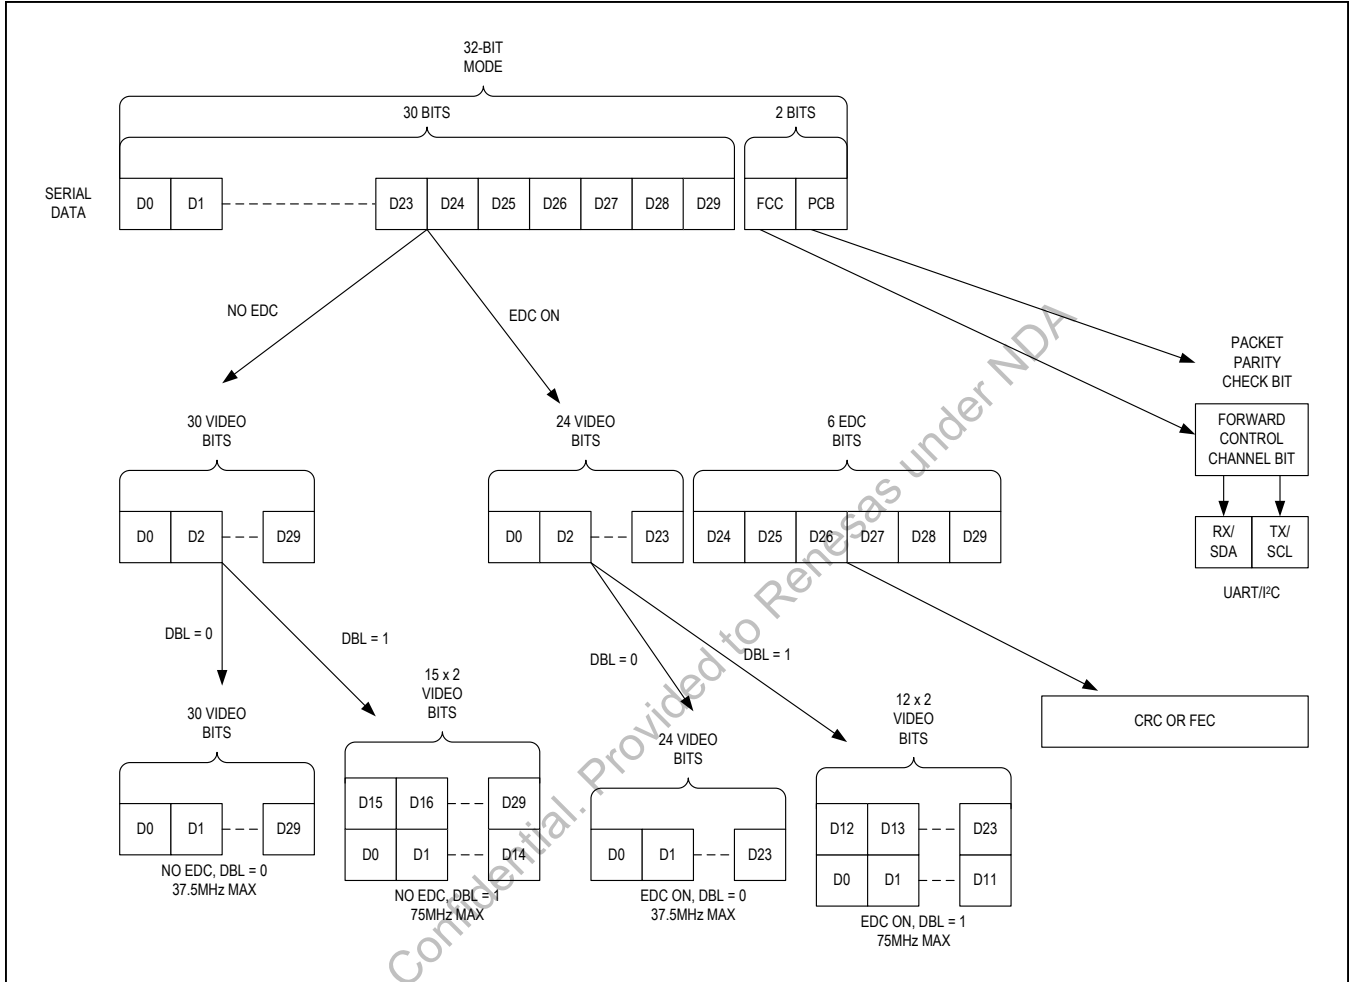 32-BIT
MODE
30 BITS
2 BITS
SERIAL
DATA
D0 D1 D23 D24 D25 D26 D27 D28 D29 FCC PCB
NO EDC
EDC ON
PACKET
PARITY
CHECK BIT
FORWARD
CONTROL
CHANNEL BIT
RX/
SDA
TX/
SCL
UART/I²C
30 VIDEO
BITS
24 VIDEO
BITS
6 EDC
BITS
D0 D2 D29
D0 D2 D23
D24 D25 D26 D27 D28 D29
DBL = 0
DBL = 1
DBL = 0
DBL = 1
30 VIDEO
BITS
15 x 2
VIDEO
BITS
24 VIDEO
BITS
12 x 2
VIDEO
BITS
CRC OR FEC
D0 D1 D29
NO EDC, DBL = 0
37.5MHz MAX
D15 D16 D29
D0 D1 D14
NO EDC, DBL = 1
75MHz MAX
D0 D1 D23
EDC ON, DBL = 0
37.5MHz MAX
D12 D13 D23
D0 D1 D11
EDC ON, DBL = 1
75MHz MAX
Confidential. Provided to Renesas under NDA